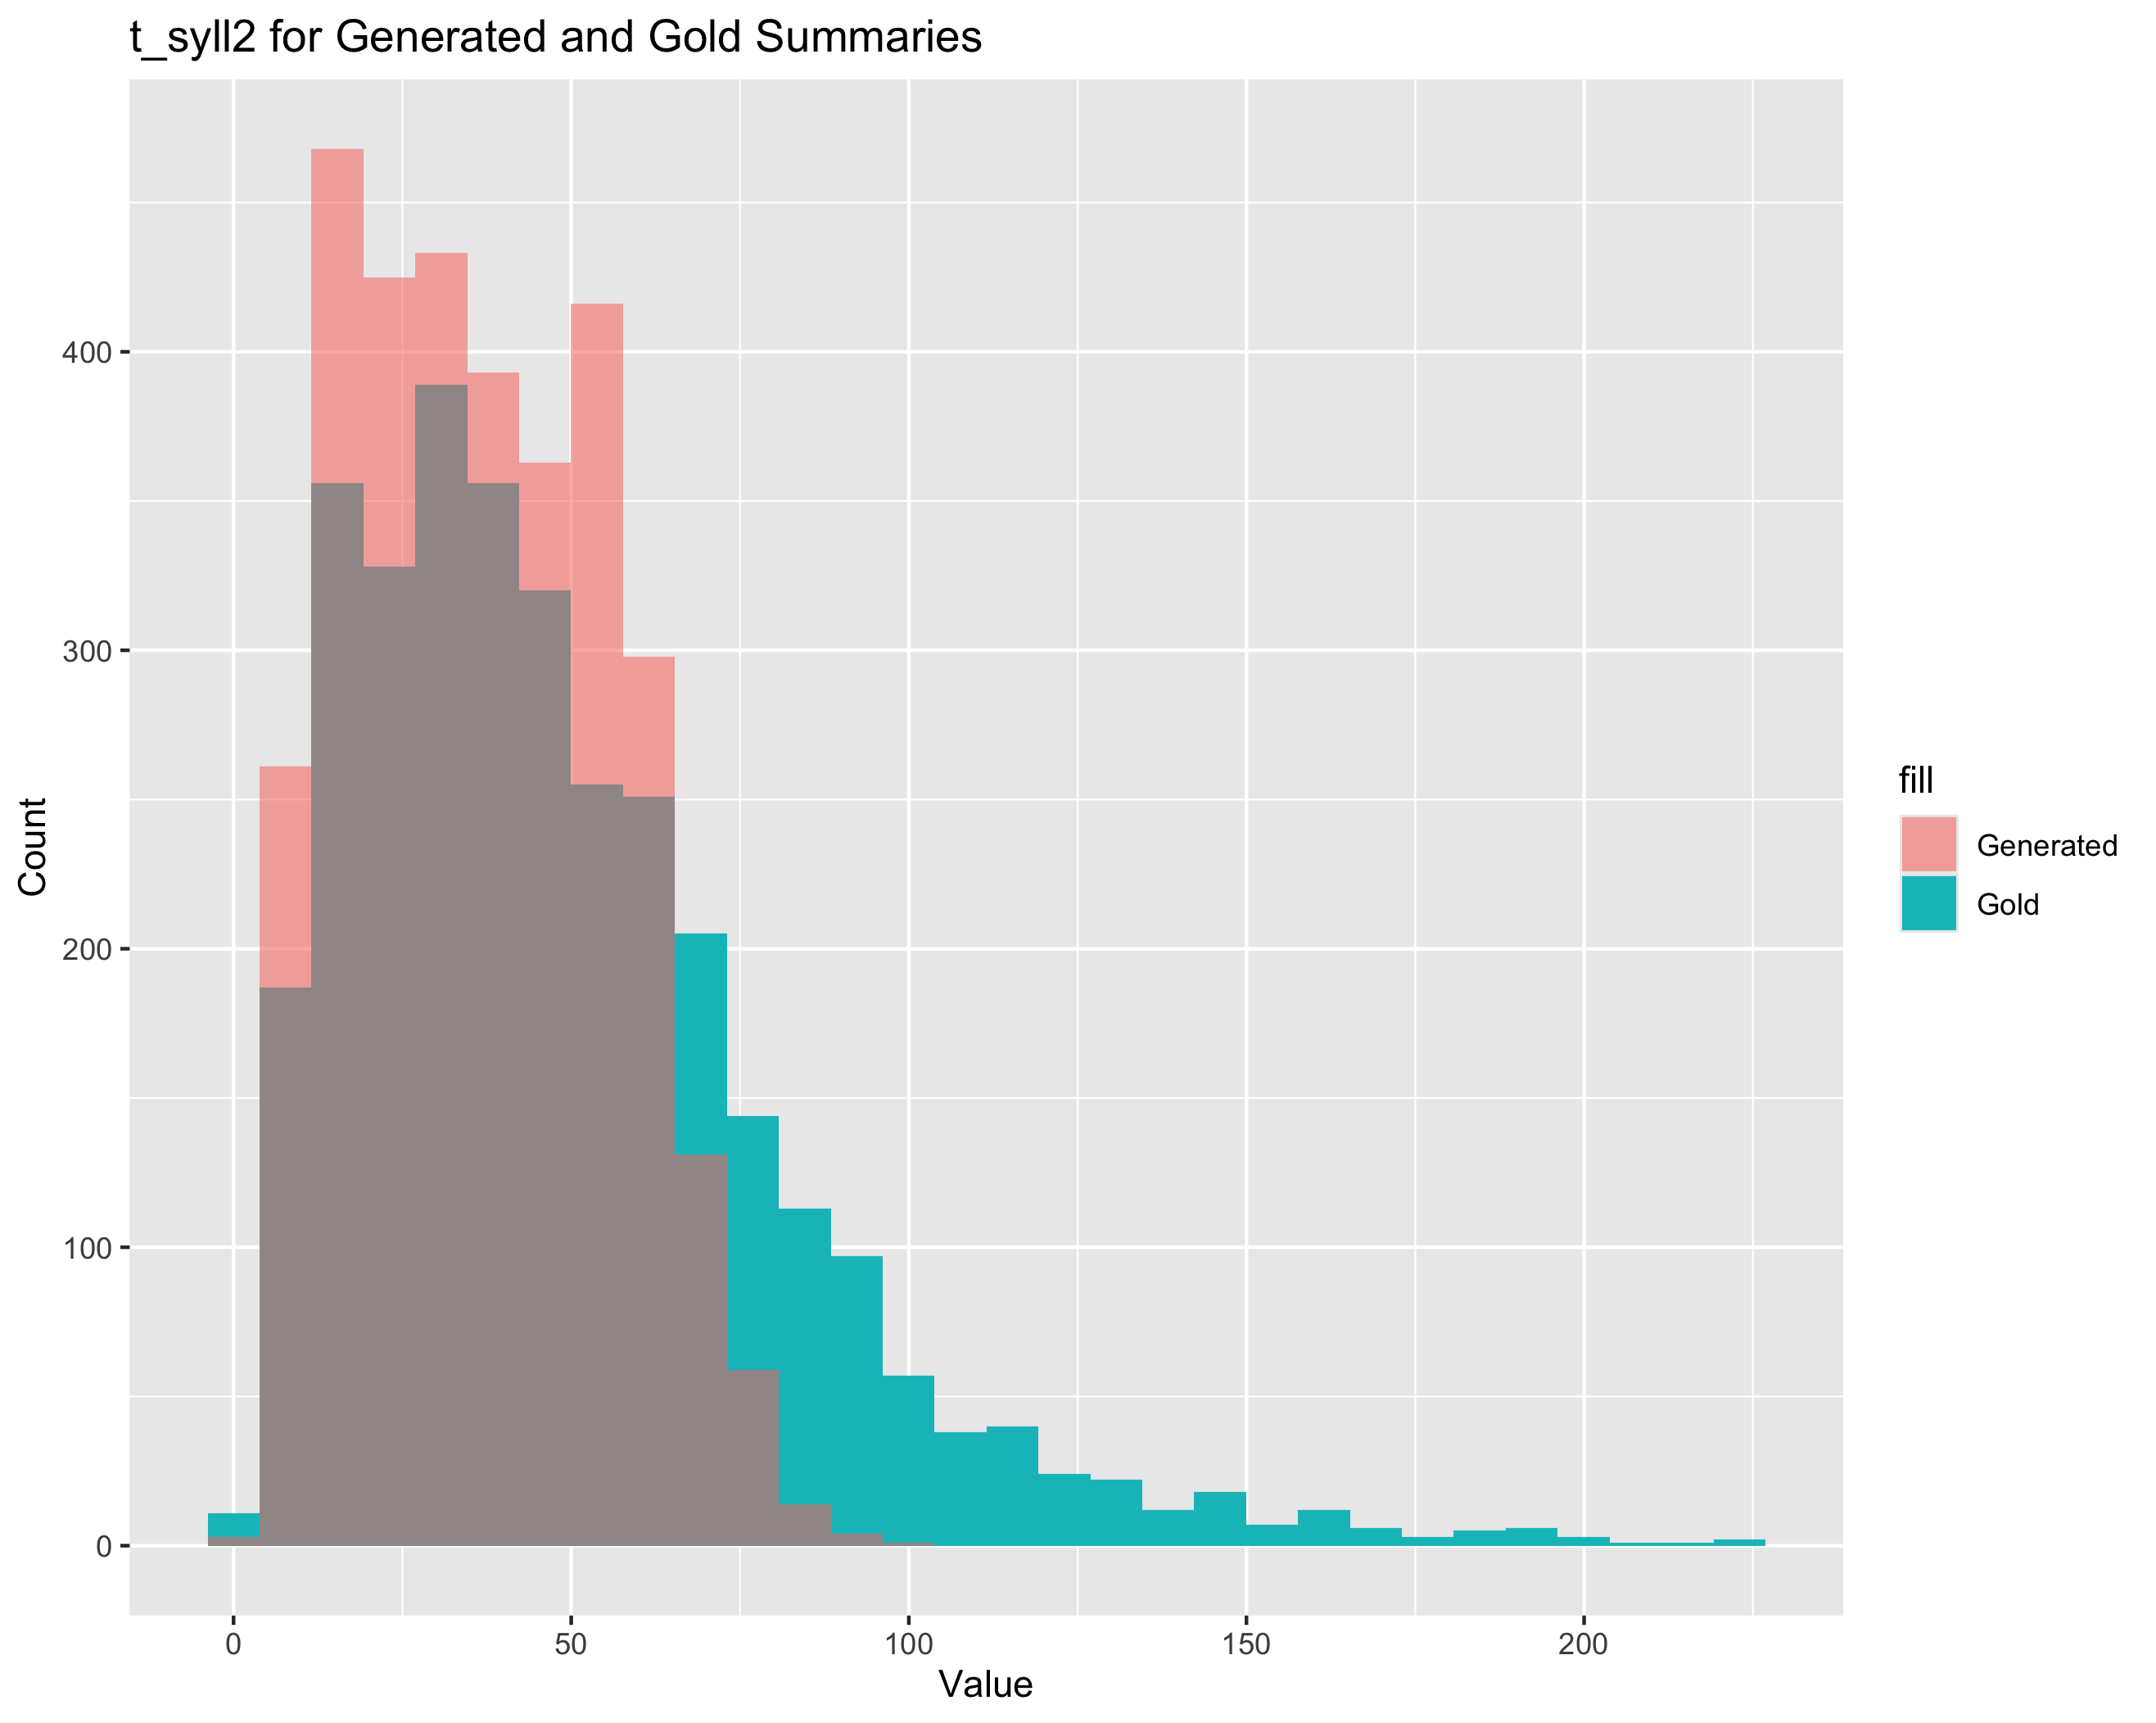 t_syll2 for Generated and Gold Summaries
Count
400
300
200
100
0
0 50 100 150 200
Value
fill
Generated
Gold